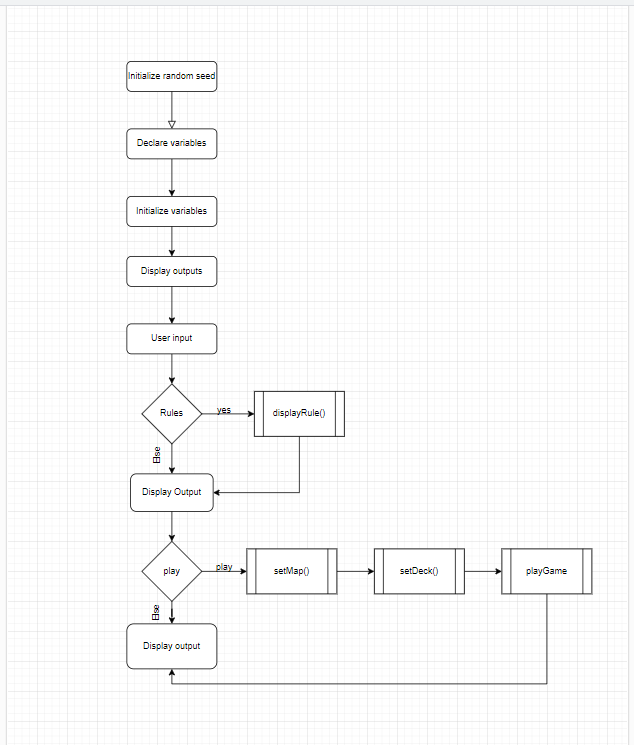 Initialize random seed
Declare variables
Initialize variables
Display outputs
User input
Rules
yes
displayRule()
Else
Display Output
play
play
setMap()
setDeck()
playGame
Else
Display output